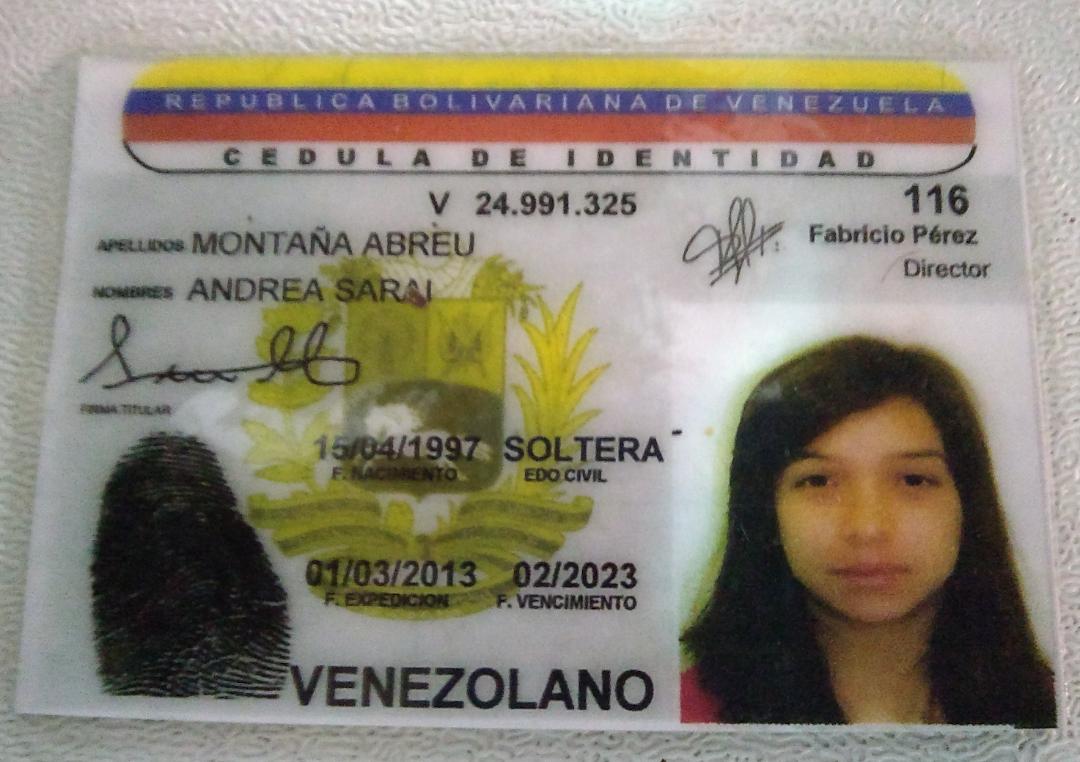 REPUBLICA BOLIVARIANA DE VENEZUELA
CEDULA DE IDENTIDAD
V 24.991.325
116
APELLIDOS MONTAÑA ABREU
Fabricio Pérez
Director
NOMBRES ANDREA SARAI
FIRMA TITULAR
15/04/1997 SOLTERA
F. NACIMIENTO EDO CIVIL
01/03/2013 02/2023
F. EXPEDICION F. VENCIMIENTO
VENEZOLANO